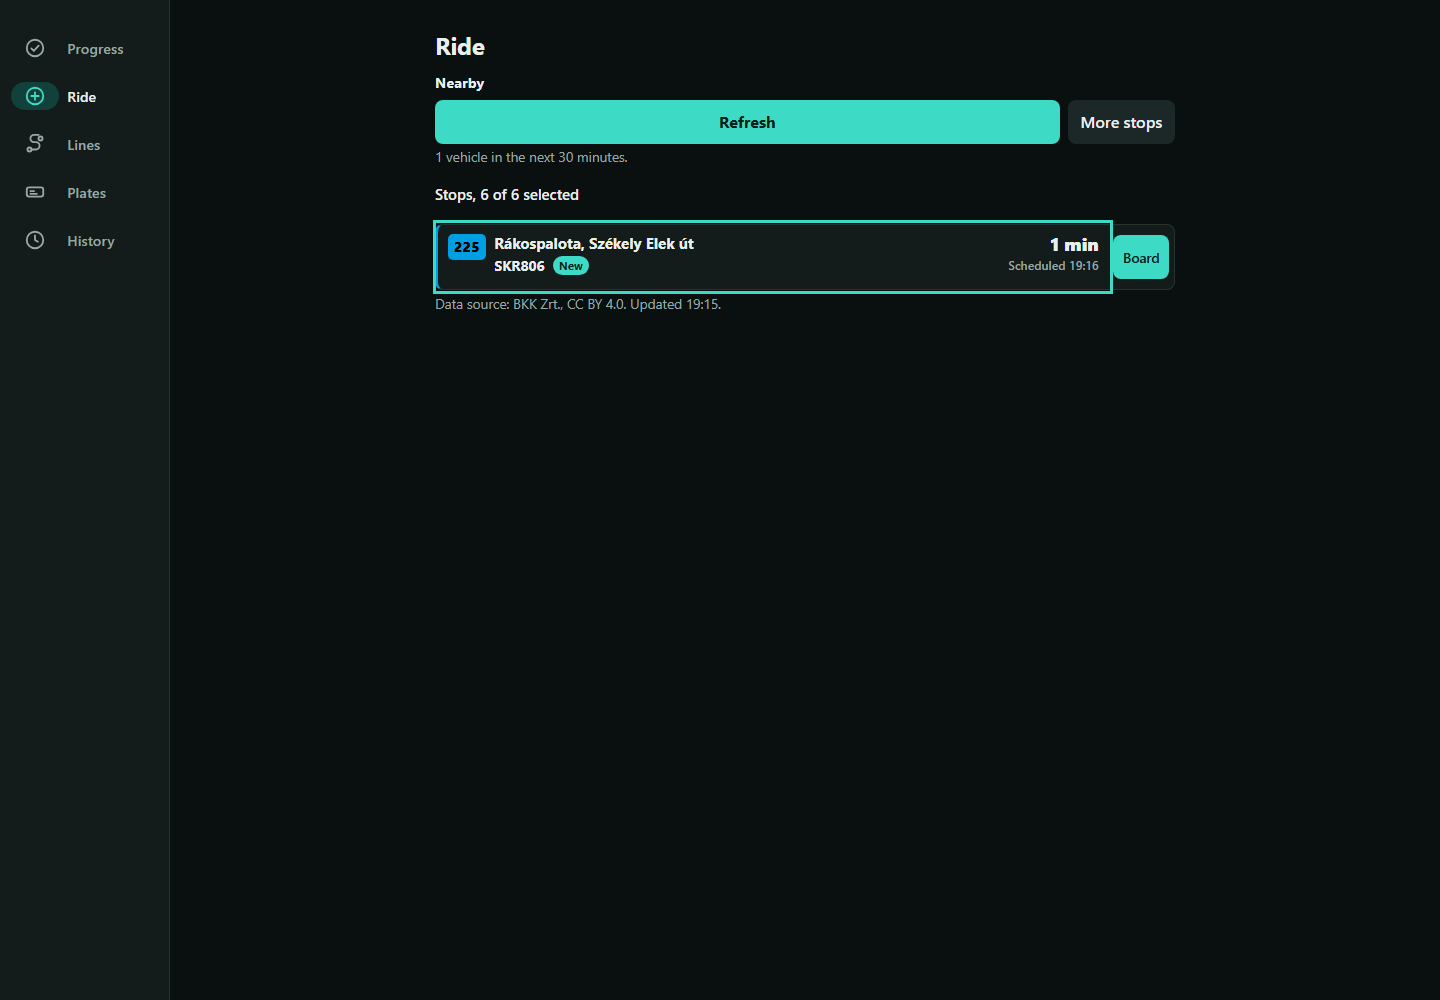 Progress
Ride
Lines
Plates
History
Ride
Nearby
Refresh
More stops
1 vehicle in the next 30 minutes.
Stops, 6 of 6 selected
225
Rákospalota, Székely Elek út
1 min
SKR806 New
Scheduled 19:16
Board
Data source: BKK Zrt., CC BY 4.0. Updated 19:15.